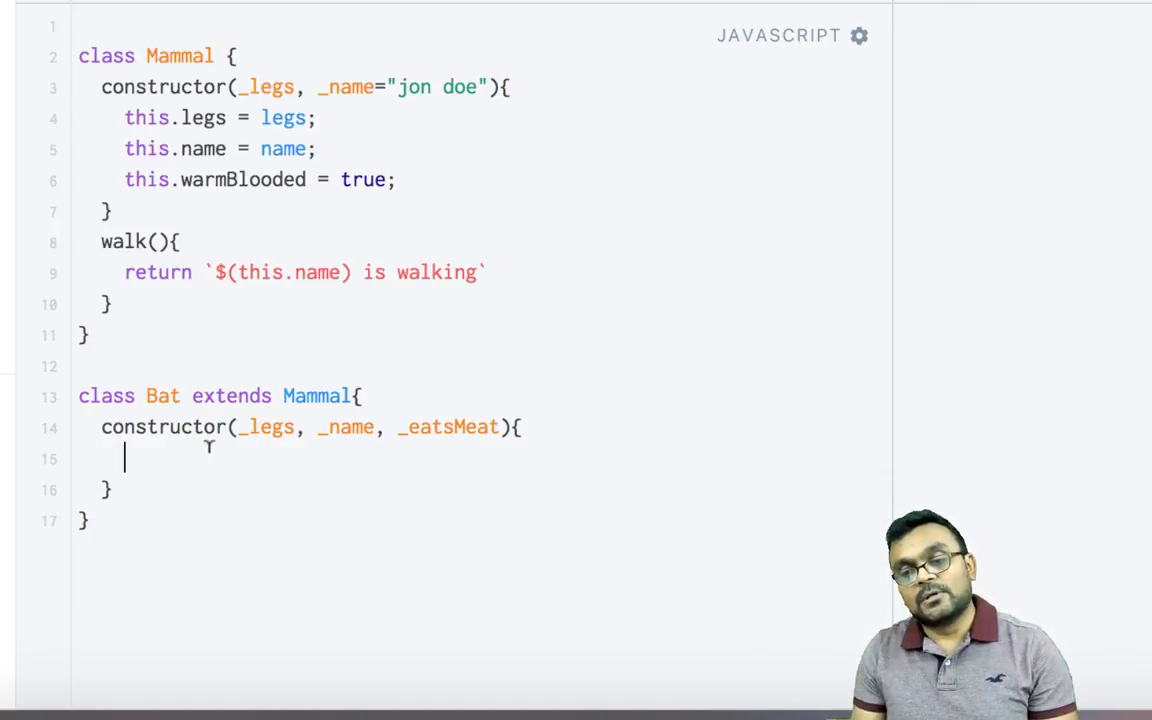 JAVASCRIPT
1
2 class Mammal {
3 constructor(_legs, _name="jon doe"){
4 this.legs = legs;
5 this.name = name;
6 this.warmBlooded = true;
7 }
8 walk(){
9 return `$(this.name) is walking`
10 }
11 }
12
13 class Bat extends Mammal{
14 constructor(_legs, _name, _eatsMeat){
15
16 }
17 }